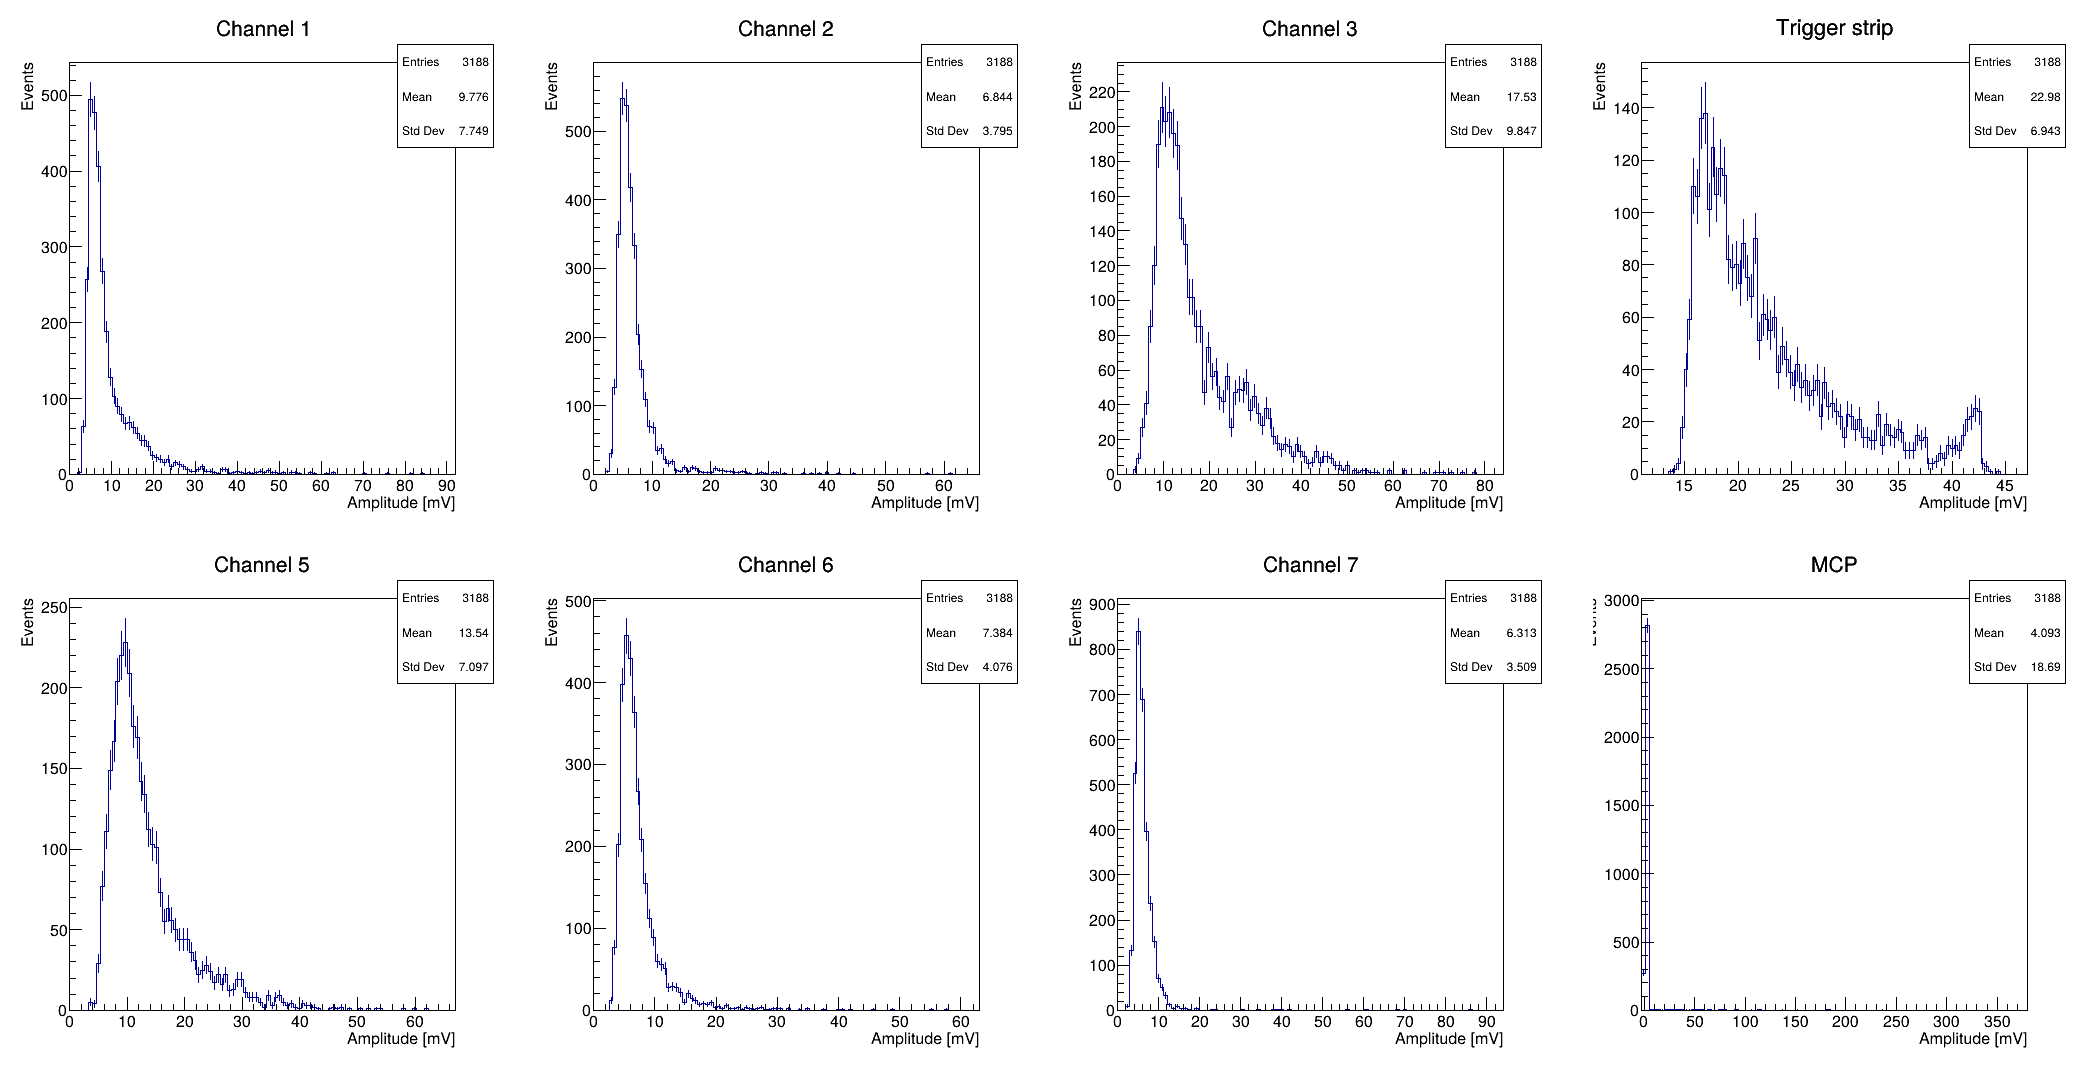 Channel 1
Events
Entries 3188
Mean 9.776
Std Dev 7.749
500
400
300
200
100
0
0 10 20 30 40 50 60 70 80 90
Amplitude [mV]
Channel 2
Events
Entries 3188
Mean 6.844
Std Dev 3.795
500
400
300
200
100
0
0 10 20 30 40 50 60
Amplitude [mV]
Channel 3
Events
Entries 3188
Mean 17.53
Std Dev 9.847
220
200
180
160
140
120
100
80
60
40
20
0
0 10 20 30 40 50 60 70 80
Amplitude [mV]
Trigger strip
Events
Entries 3188
Mean 22.98
Std Dev 6.943
140
120
100
80
60
40
20
0
15 20 25 30 35 40 45
Amplitude [mV]
Channel 5
Events
Entries 3188
Mean 13.54
Std Dev 7.097
250
200
150
100
50
0
0 10 20 30 40 50 60
Amplitude [mV]
Channel 6
Events
Entries 3188
Mean 7.384
Std Dev 4.076
500
400
300
200
100
0
0 10 20 30 40 50 60
Amplitude [mV]
Channel 7
Events
Entries 3188
Mean 6.313
Std Dev 3.509
900
800
700
600
500
400
300
200
100
0
0 10 20 30 40 50 60 70 80 90
Amplitude [mV]
MCP
Events
Entries 3188
Mean 4.093
Std Dev 18.69
3000
2500
2000
1500
1000
500
0
0 50 100 150 200 250 300 350
Amplitude [mV]